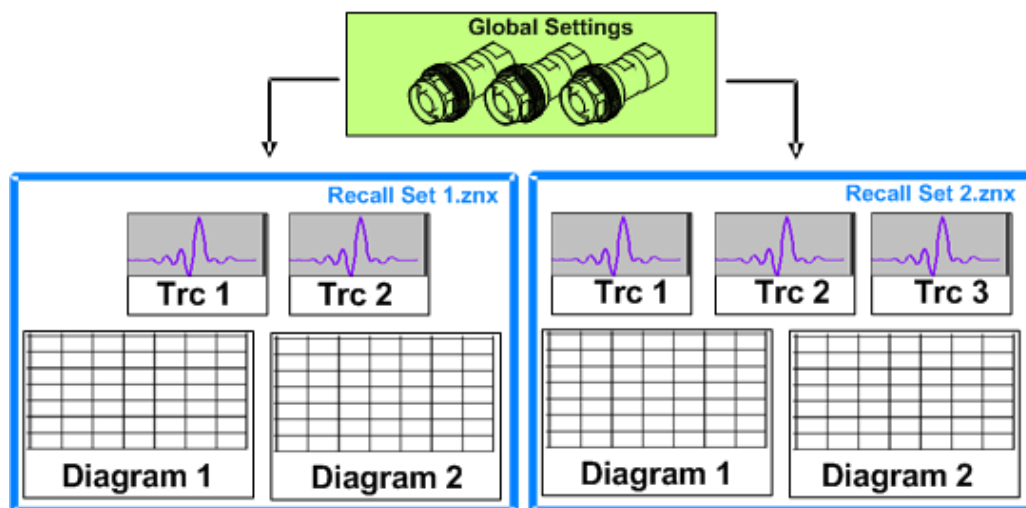 Global Settings
Recall Set 1.znx
Trc 1
Trc 2
Diagram 1
Diagram 2
Recall Set 2.znx
Trc 1
Trc 2
Trc 3
Diagram 1
Diagram 2